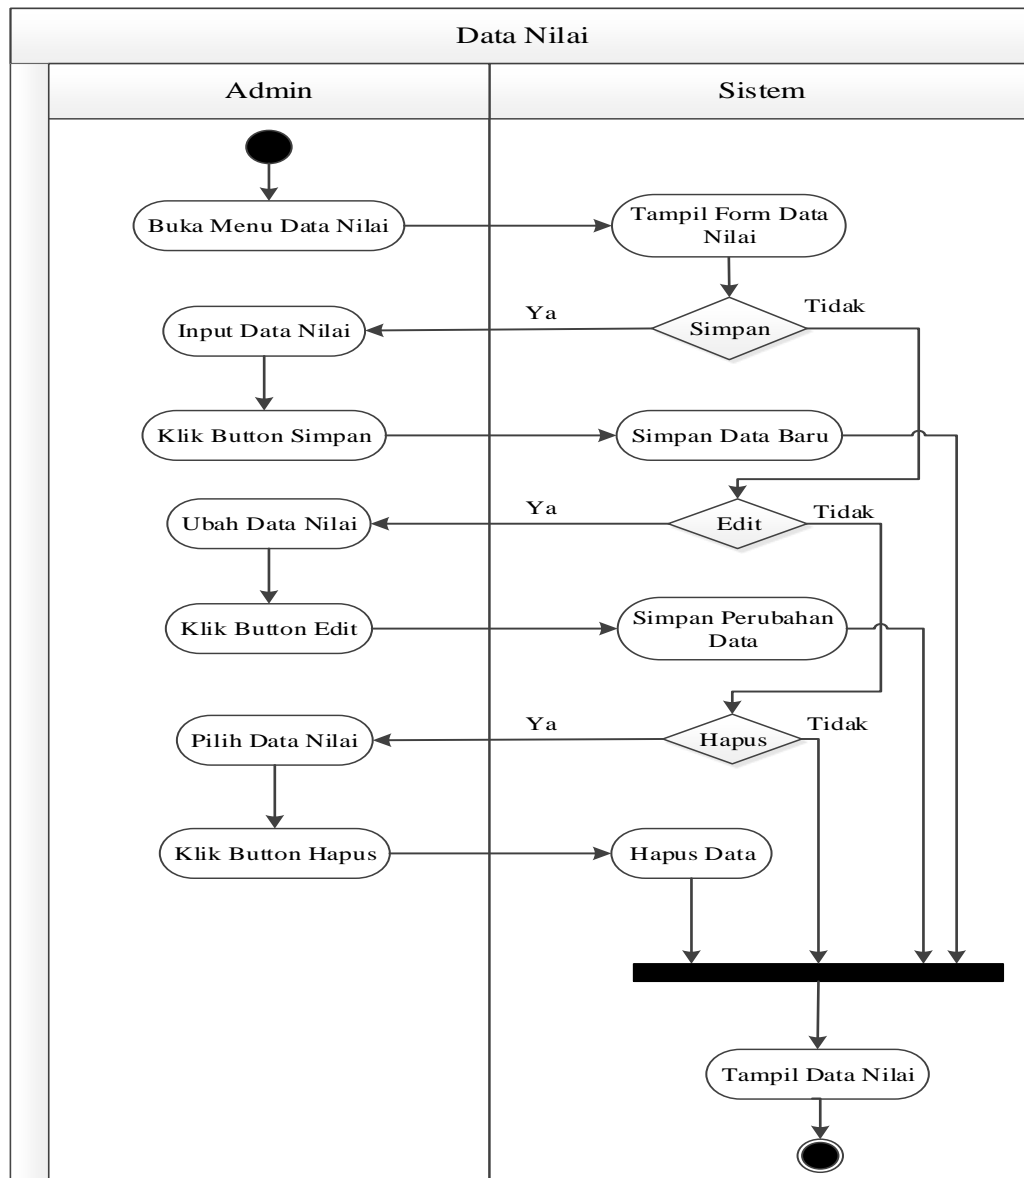 Data Nilai
Admin
Sistem
Buka Menu Data Nilai
Tampil Form Data
Nilai
Ya
Tidak
Input Data Nilai
Simpan
Klik Button Simpan
Simpan Data Baru
Ya
Tidak
Ubah Data Nilai
Edit
Klik Button Edit
Simpan Perubahan
Data
Ya
Tidak
Pilih Data Nilai
Hapus
Klik Button Hapus
Hapus Data
Tampil Data Nilai